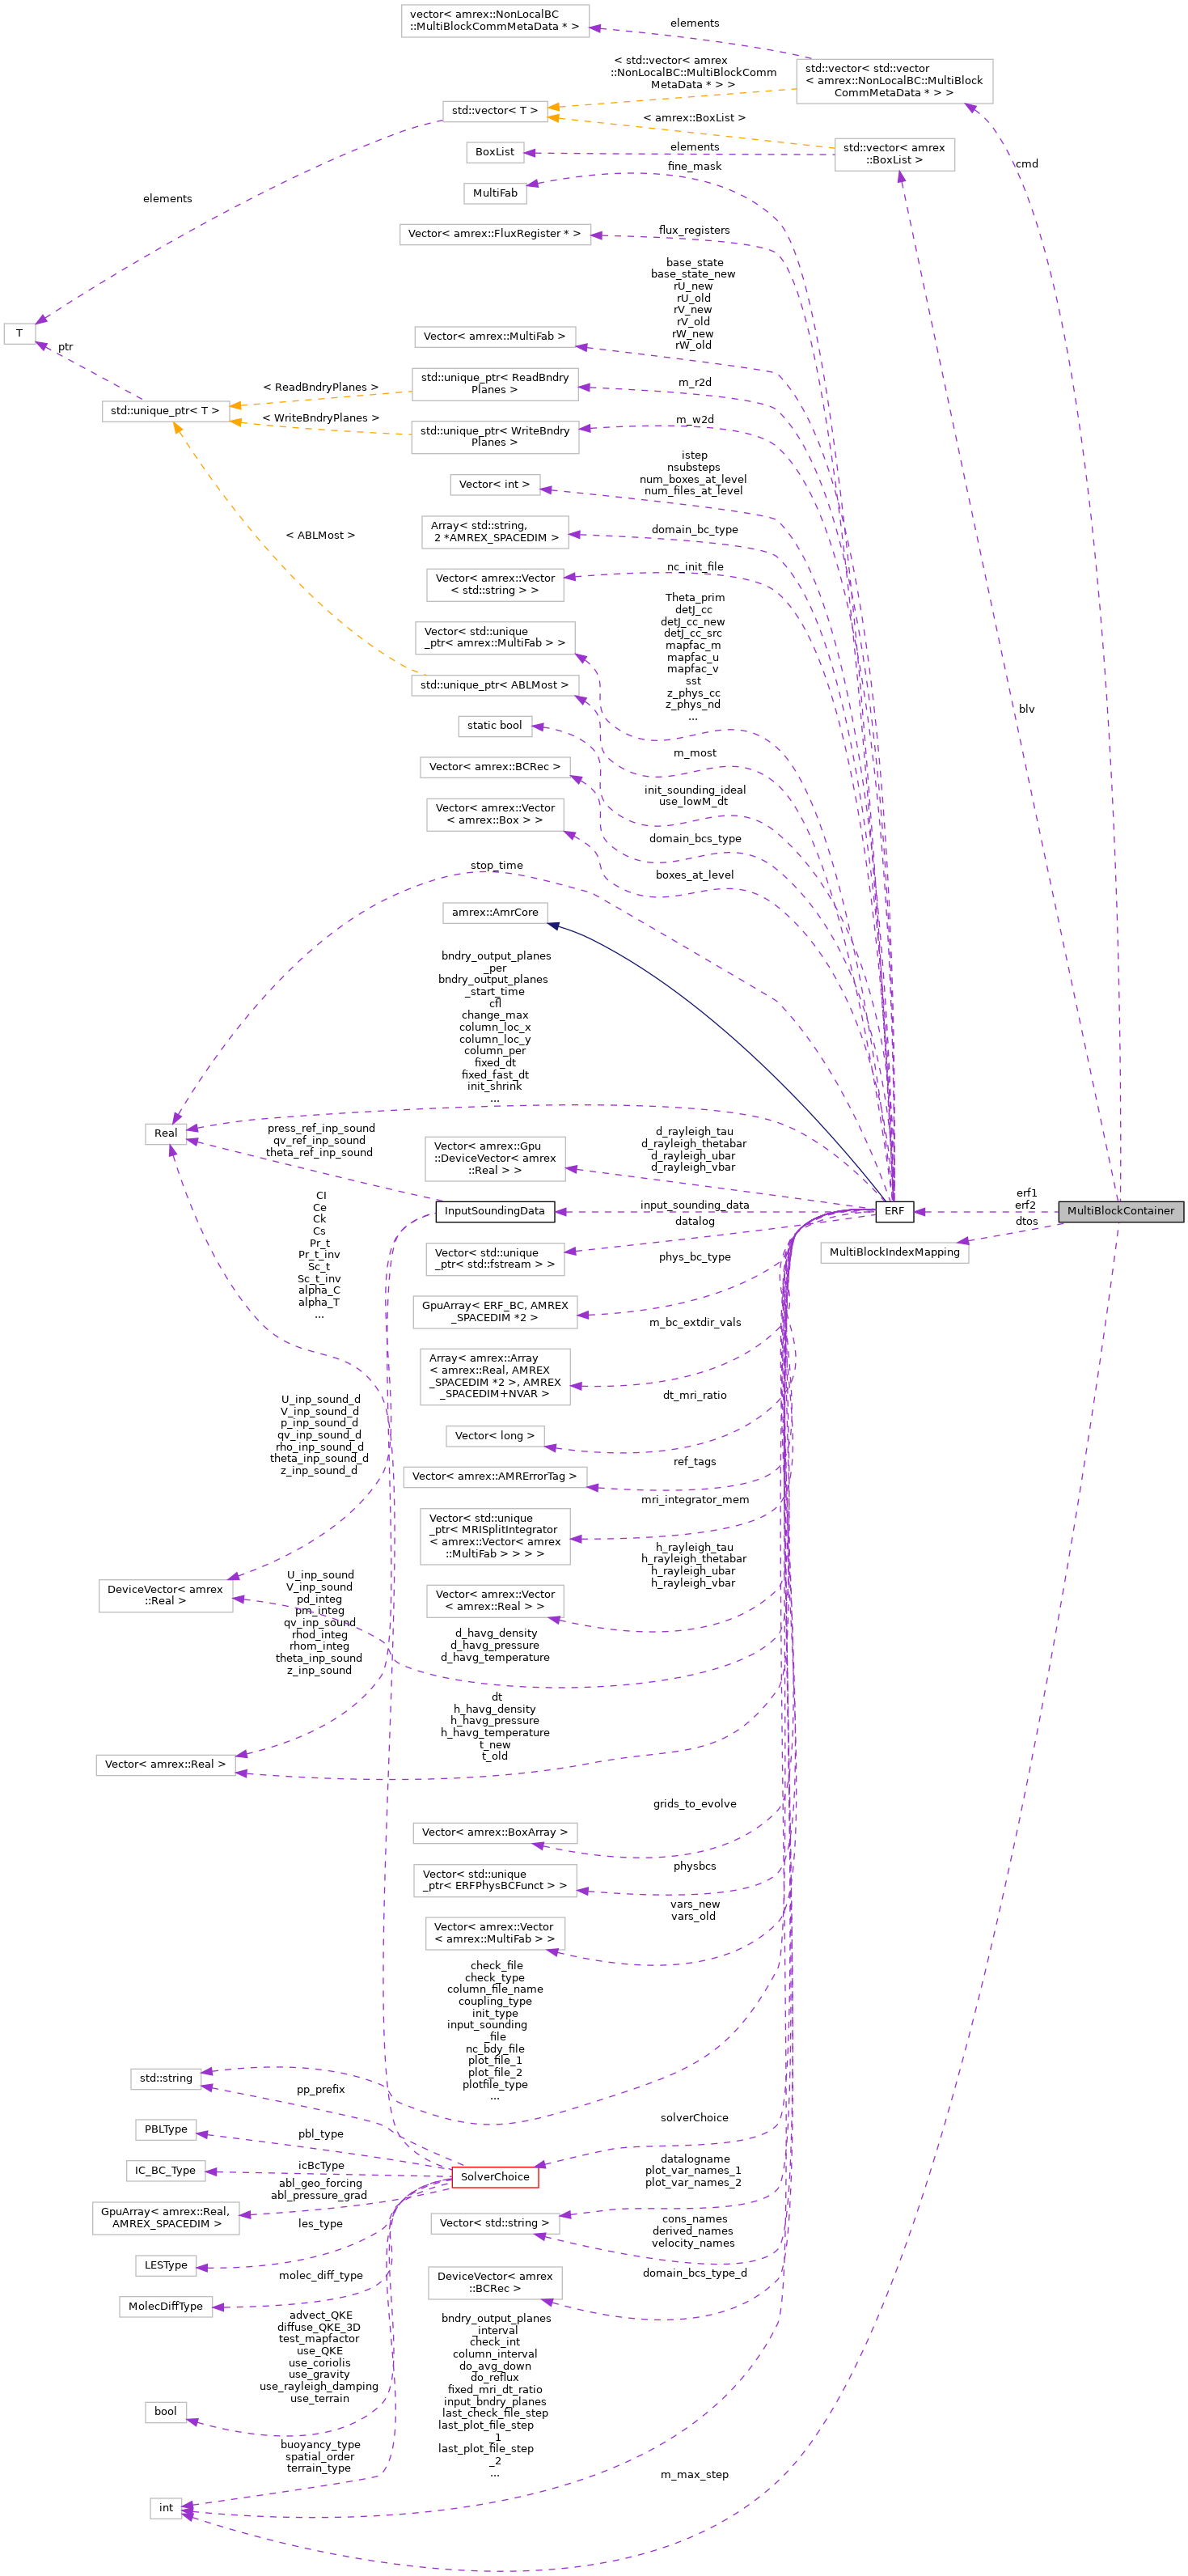 vector< amrex::NonLocalBC
::MultiBlockCommMetaData * >
elements
< std::vector< amrex
::NonLocalBC::MultiBlockComm
MetaData * > >
std::vector< std::vector
< amrex::NonLocalBC::MultiBlock
CommMetaData * > >
std::vector< T >
< amrex::BoxList >
BoxList
elements
std::vector< amrex
::BoxList >
cmd
fine_mask
MultiFab
elements
Vector< amrex::FluxRegister * >
flux_registers
base_state
base_state_new
rU_new
rU_old
rV_new
rV_old
rW_new
rW_old
T
ptr
Vector< amrex::MultiFab >
std::unique_ptr< ReadBndry
Planes >
m_r2d
< ReadBndryPlanes >
std::unique_ptr< T >
< WriteBndryPlanes >
std::unique_ptr< WriteBndry
Planes >
m_w2d
istep
nsubsteps
num_boxes_at_level
num_files_at_level
Vector< int >
Array< std::string,
2 *AMREX_SPACEDIM >
domain_bc_type
< ABLMost >
nc_init_file
Vector< amrex::Vector
< std::string > >
Theta_prim
detJ_cc
detJ_cc_new
detJ_cc_src
mapfac_m
mapfac_u
mapfac_v
sst
z_phys_cc
z_phys_nd
...
Vector< std::unique
_ptr< amrex::MultiFab > >
std::unique_ptr< ABLMost >
blv
static bool
m_most
Vector< amrex::BCRec >
init_sounding_ideal
use_lowM_dt
Vector< amrex::Vector
< amrex::Box > >
domain_bcs_type
stop_time
boxes_at_level
amrex::AmrCore
bndry_output_planes
_per
bndry_output_planes
_start_time
cfl
change_max
column_loc_x
column_loc_y
column_per
fixed_dt
fixed_fast_dt
init_shrink
...
Real
press_ref_inp_sound
qv_ref_inp_sound
theta_ref_inp_sound
Vector< amrex::Gpu
::DeviceVector< amrex
::Real > >
d_rayleigh_tau
d_rayleigh_thetabar
d_rayleigh_ubar
d_rayleigh_vbar
CI
Ce
Ck
Cs
Pr_t
Pr_t_inv
Sc_t
Sc_t_inv
alpha_C
alpha_T
...
InputSoundingData
input_sounding_data
ERF
erf1
erf2
MultiBlockContainer
dtos
MultiBlockIndexMapping
datalog
Vector< std::unique
_ptr< std::fstream > >
phys_bc_type
GpuArray< ERF_BC, AMREX
_SPACEDIM *2 >
m_bc_extdir_vals
Array< amrex::Array
< amrex::Real, AMREX
_SPACEDIM *2 >, AMREX
_SPACEDIM+NVAR >
dt_mri_ratio
U_inp_sound_d
V_inp_sound_d
p_inp_sound_d
qv_inp_sound_d
rho_inp_sound_d
theta_inp_sound_d
z_inp_sound_d
Vector< long >
ref_tags
Vector< amrex::AMRErrorTag >
mri_integrator_mem
Vector< std::unique
_ptr< MRISplitIntegrator
< amrex::Vector< amrex
::MultiFab > > > >
DeviceVector< amrex
::Real >
U_inp_sound
V_inp_sound
pd_integ
pm_integ
qv_inp_sound
rhod_integ
rhom_integ
theta_inp_sound
z_inp_sound
h_rayleigh_tau
h_rayleigh_thetabar
h_rayleigh_ubar
h_rayleigh_vbar
Vector< amrex::Vector
< amrex::Real > >
d_havg_density
d_havg_pressure
d_havg_temperature
dt
h_havg_density
h_havg_pressure
h_havg_temperature
t_new
t_old
Vector< amrex::Real >
grids_to_evolve
Vector< amrex::BoxArray >
physbcs
Vector< std::unique
_ptr< ERFPhysBCFunct > >
vars_new
vars_old
Vector< amrex::Vector
< amrex::MultiFab > >
check_file
check_type
column_file_name
coupling_type
init_type
input_sounding
_file
nc_bdy_file
plot_file_1
plot_file_2
plotfile_type
...
std::string
pp_prefix
PBLType
pbl_type
solverChoice
IC_BC_Type
icBcType
SolverChoice
abl_geo_forcing
abl_pressure_grad
GpuArray< amrex::Real,
AMREX_SPACEDIM >
datalogname
plot_var_names_1
plot_var_names_2
les_type
Vector< std::string >
cons_names
derived_names
velocity_names
LESType
molec_diff_type
DeviceVector< amrex
::BCRec >
domain_bcs_type_d
MolecDiffType
advect_QKE
diffuse_QKE_3D
test_mapfactor
use_QKE
use_coriolis
use_gravity
use_rayleigh_damping
use_terrain
bndry_output_planes
_interval
check_int
column_interval
do_avg_down
do_reflux
fixed_mri_dt_ratio
input_bndry_planes
last_check_file_step
last_plot_file_step
_1
last_plot_file_step
_2
...
bool
buoyancy_type
spatial_order
terrain_type
int
m_max_step